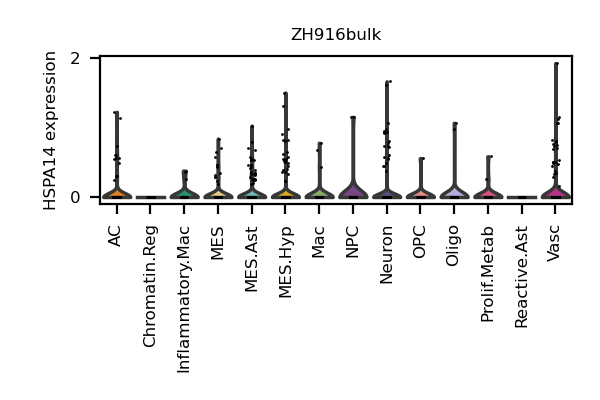 ZH916bulk
HSPA14 expression
2
0
AC
Chromatin.Reg
Inflammatory.Mac
MES
MES.Ast
MES.Hyp
Mac
NPC
Neuron
OPC
Oligo
Prolif.Metab
Reactive.Ast
Vasc